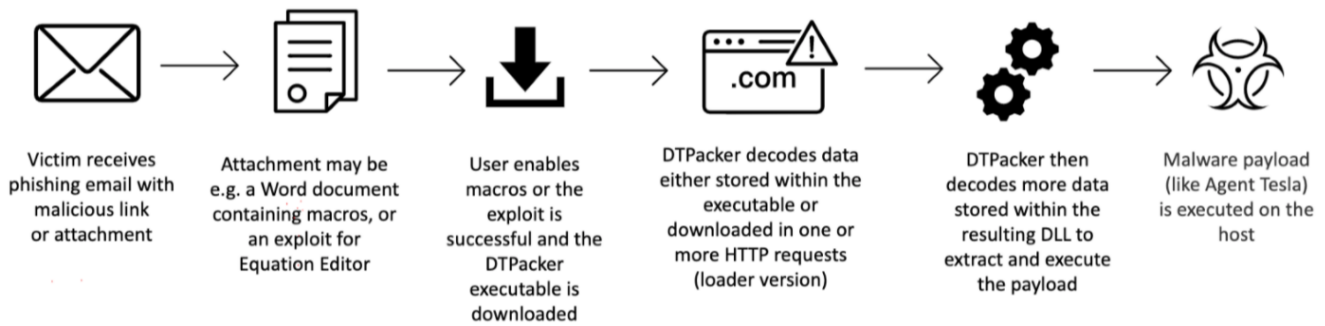 Victim receives
phishing email with
malicious link
or attachment
Attachment may be
e.g. a Word document
containing macros, or
an exploit for
Equation Editor
User enables
macros or the
exploit is
successful and the
DTPacker
executable is
downloaded
.com
DTPacker decodes data
either stored within the
executable or
downloaded in one or
more HTTP requests
(loader version)
DTPacker then
decodes more data
stored within the
resulting DLL to
extract and execute
the payload
Malware payload
(like Agent Tesla)
is executed on the
host